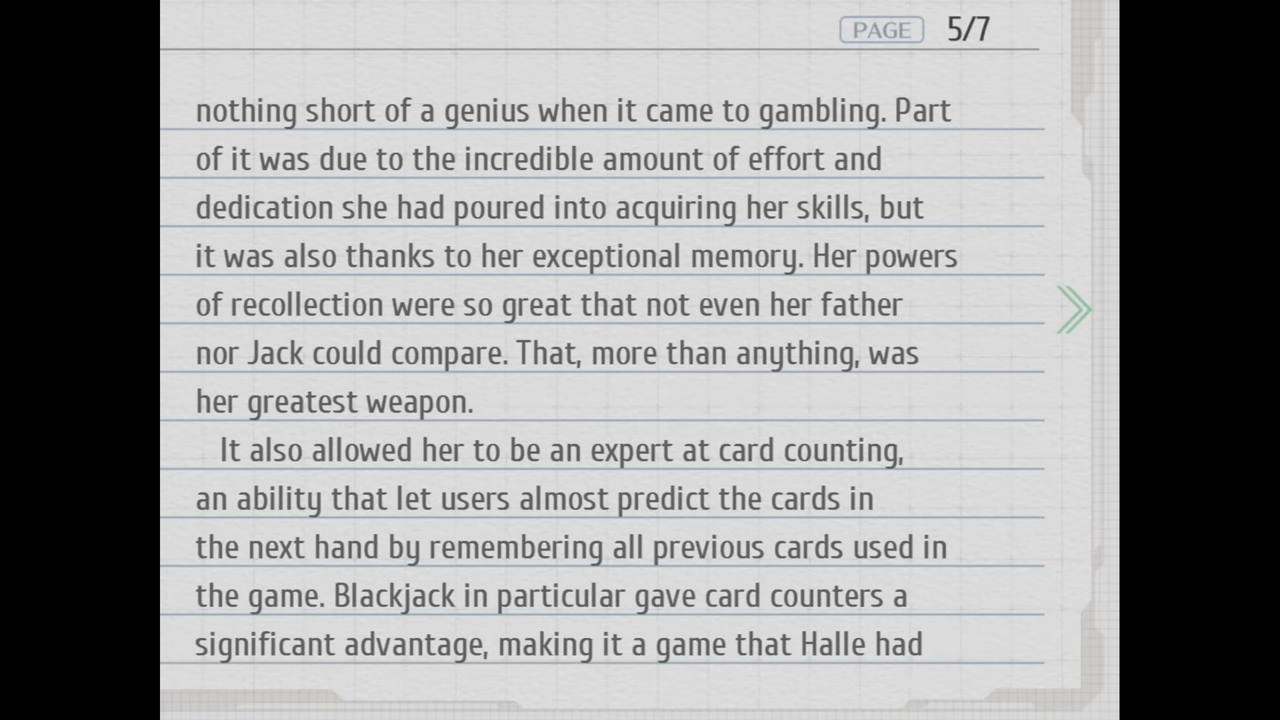 PAGE 5/7
nothing short of a genius when it came to gambling. Part
of it was due to the incredible amount of effort and
dedication she had poured into acquiring her skills, but
it was also thanks to her exceptional memory. Her powers
of recollection were so great that not even her father
nor Jack could compare. That, more than anything, was
her greatest weapon.
It also allowed her to be an expert at card counting,
an ability that let users almost predict the cards in
the next hand by remembering all previous cards used in
the game. Blackjack in particular gave card counters a
significant advantage, making it a game that Halle had